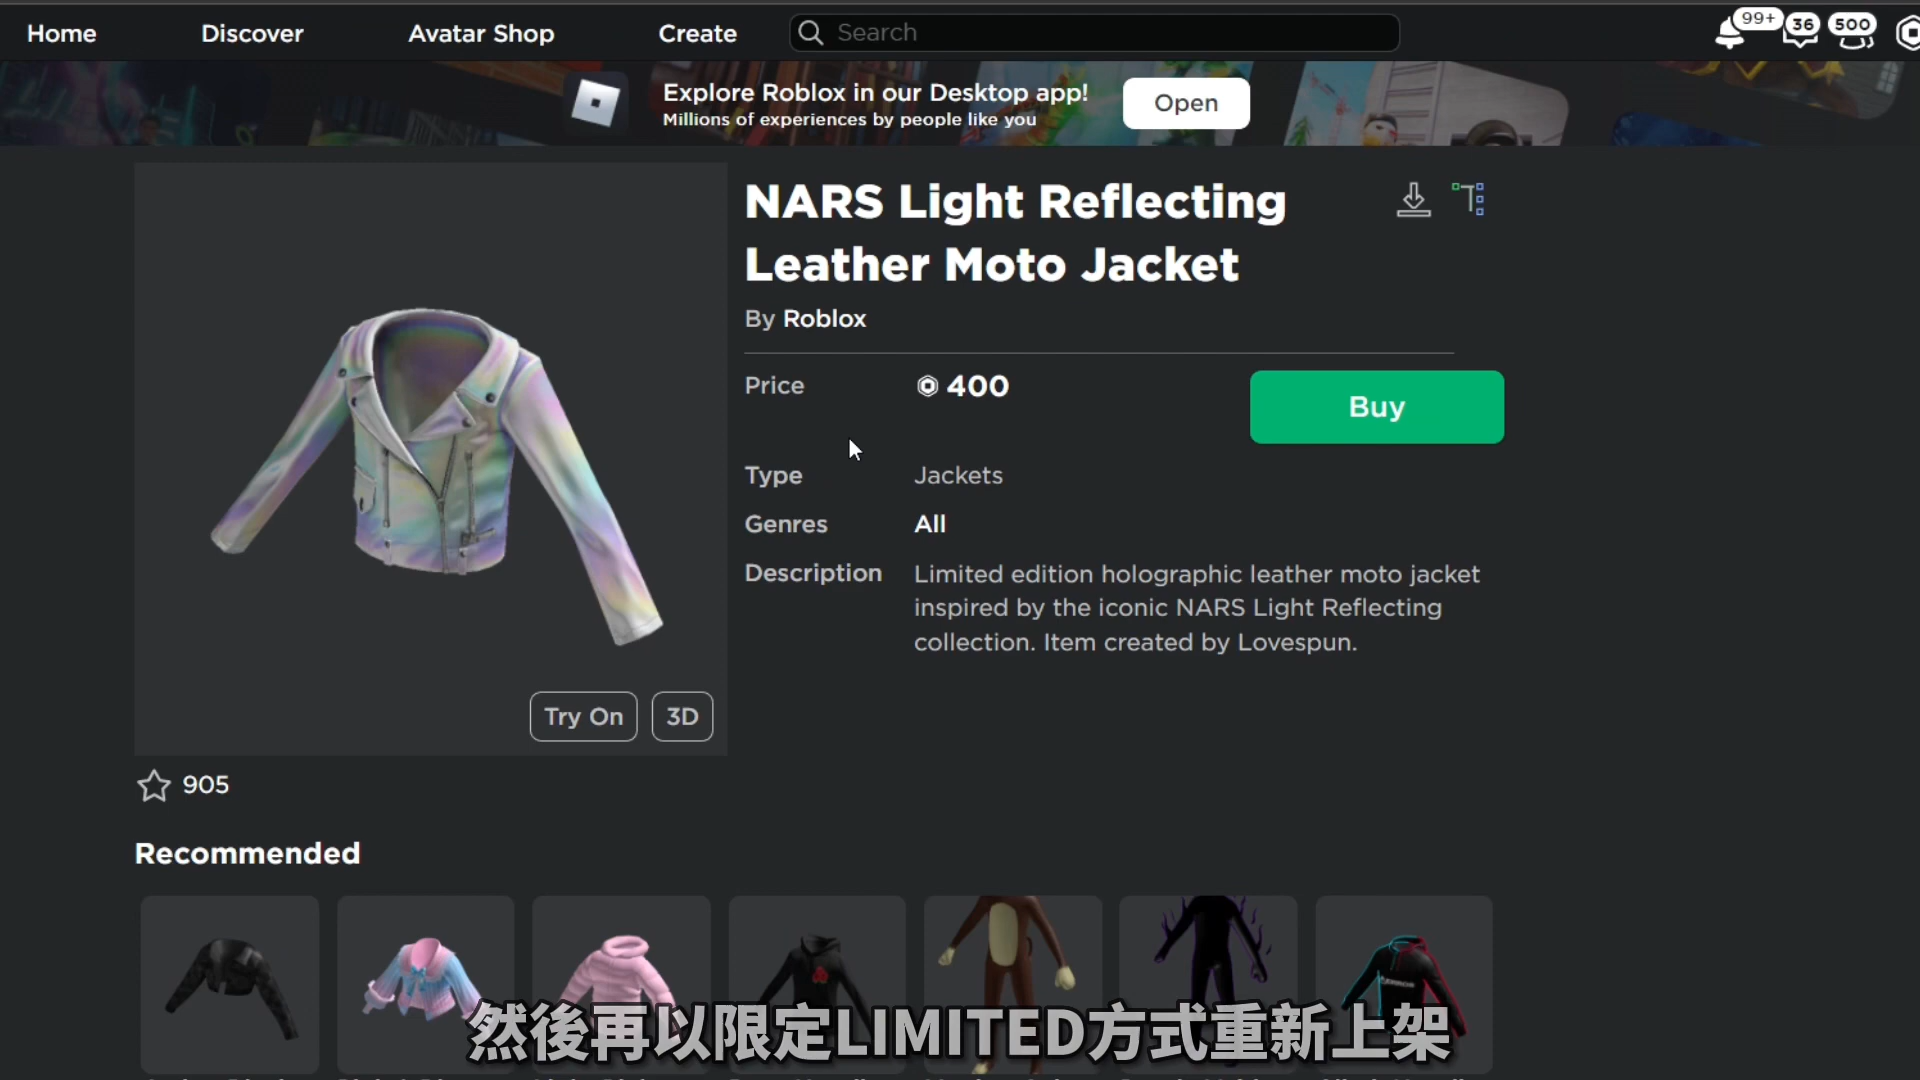 Home Discover Avatar Shop Create Search 99+ 36 500
Explore Roblox in our Desktop app!
Millions of experiences by people like you
Open
NARS Light Reflecting
Leather Moto Jacket
By Roblox
Price 400
Buy
Type Jackets
Genres All
Description Limited edition holographic leather moto jacket
inspired by the iconic NARS Light Reflecting
collection. Item created by Lovespun.
Try On 3D
905
Recommended
然後再以限定LIMITED方式重新上架